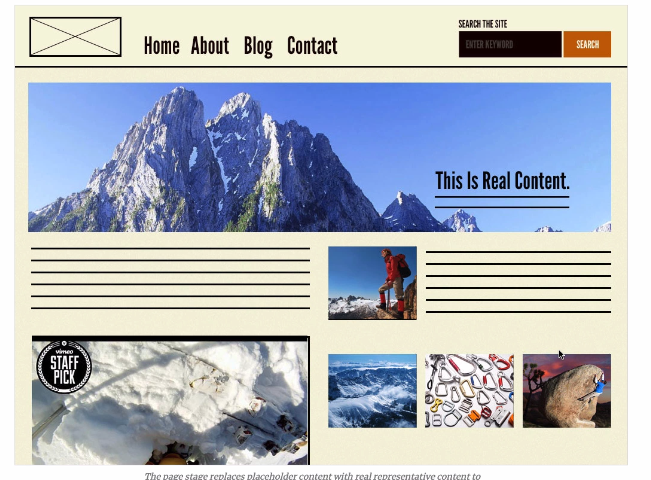 SEARCH THE SITE
Home About Blog Contact
ENTER KEYWORD
SEARCH
This Is Real Content.
vimeo
STAFF
PICK
The page stage replaces placeholder content with real representative content to